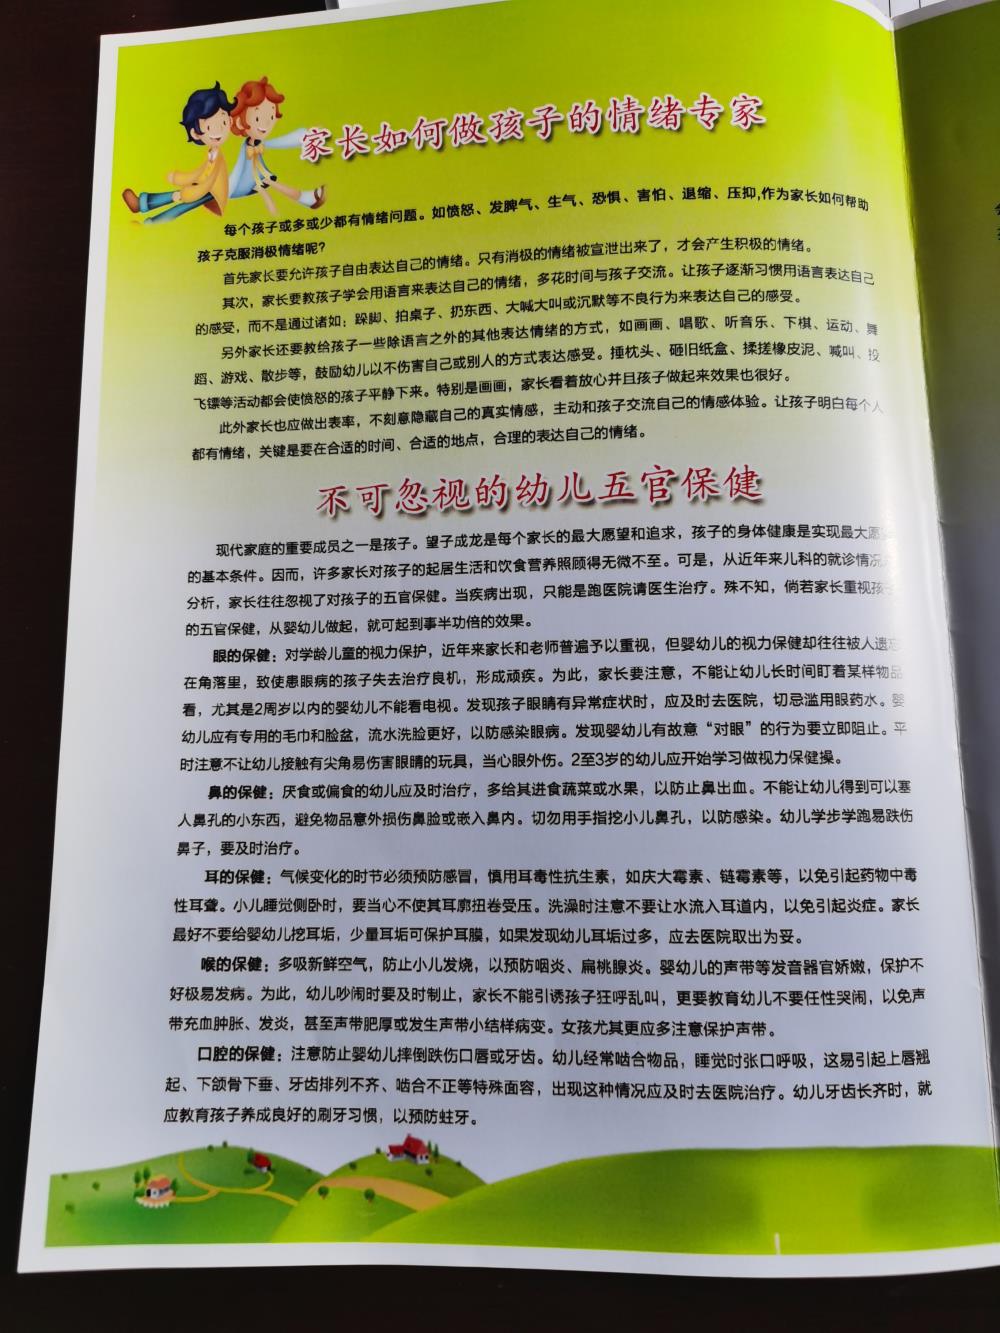 家长如何做孩子的情绪专家
每个孩子或多或少都有情绪问题。如愤怒、发脾气、生气、恐惧、害怕、退缩、压抑,作为家长如何帮助
孩子克服消极情绪呢?
首先家长要允许孩子自由表达自己的情绪。只有消极的情绪被宣泄出来了，才会产生积极的情绪。
其次，家长要教孩子学会用语言来表达自己的情绪，多花时间与孩子交流。让孩子逐渐习惯用语言表达自己
的感受，而不是通过诸如：跺脚、拍桌子、扔东西、大喊大叫或沉默等不良行为来表达自己的感受。
另外家长还要教给孩子一些除语言之外的其他表达情绪的方式，如画画、唱歌、听音乐、下棋、运动、舞
蹈、游戏、散步等，鼓励幼儿以不伤害自己或别人的方式表达感受。捶枕头、砸旧纸盒、揉搓橡皮泥、喊叫、投
飞镖等活动都会使愤怒的孩子平静下来。特别是画画，家长看着放心并且孩子做起来效果也很好。
此外家长也应做出表率，不刻意隐藏自己的真实情感，主动和孩子交流自己的情感体验。让孩子明白每个人
都有情绪，关键是要在合适的时间、合适的地点，合理的表达自己的情绪。
不可忽视的幼儿五官保健
现代家庭的重要成员之一是孩子。望子成龙是每个家长的最大愿望和追求，孩子的身体健康是实现最大愿
的基本条件。因而，许多家长对孩子的起居生活和饮食营养照顾得无微不至。可是，从近年来儿科的就诊情况
分析，家长往往忽视了对孩子的五官保健。当疾病出现，只能是跑医院请医生治疗。殊不知，倘若家长重视孩子
的五官保健，从婴幼儿做起，就可起到事半功倍的效果。
眼的保健：对学龄儿童的视力保护，近年来家长和老师普遍予以重视，但婴幼儿的视力保健却往往被人遗忘
在角落里，致使患眼病的孩子失去治疗良机，形成顽疾。为此，家长要注意，不能让幼儿长时间盯着某样物品
看，尤其是2周岁以内的婴幼儿不能看电视。发现孩子眼睛有异常症状时，应及时去医院，切忌滥用眼药水。婴
幼儿应有专用的毛巾和脸盆，流水洗脸更好，以防感染眼病。发现婴幼儿有故意“对眼”的行为要立即阻止。平
时注意不让幼儿接触有尖角易伤害眼睛的玩具，当心眼外伤。2至3岁的幼儿应开始学习做视力保健操。
鼻的保健：厌食或偏食的幼儿应及时治疗，多给其进食蔬菜或水果，以防止鼻出血。不能让幼儿得到可以塞
人鼻孔的小东西，避免物品意外损伤鼻脸或嵌入鼻内。切勿用手指挖小儿鼻孔，以防感染。幼儿学步学跑易跌伤
鼻子，要及时治疗。
耳的保健：气候变化的时节必须预防感冒，慎用耳毒性抗生素，如庆大霉素、链霉素等，以免引起药物中毒
性耳聋。小儿睡觉侧卧时，要当心不使其耳廓扭卷受压。洗澡时注意不要让水流入耳道内，以免引起炎症。家长
最好不要给婴幼儿挖耳垢，少量耳垢可保护耳膜，如果发现幼儿耳垢过多，应去医院取出为妥。
喉的保健：多吸新鲜空气，防止小儿发烧，以预防咽炎、扁桃腺炎。婴幼儿的声带等发音器官娇嫩，保护不
好极易发病。为此，幼儿吵闹时要及时制止，家长不能引诱孩子狂呼乱叫，更要教育幼儿不要任性哭闹，以免声
带充血肿胀、发炎，甚至声带肥厚或发生声带小结样病变。女孩尤其更应多注意保护声带。
口腔的保健：注意防止婴幼儿摔倒跌伤口唇或牙齿。幼儿经常啮合物品，睡觉时张口呼吸，这易引起上唇翘
起、下颌骨下垂、牙齿排列不齐、啮合不正等特殊面容，出现这种情况应及时去医院治疗。幼儿牙齿长齐时，就
应教育孩子养成良好的刷牙习惯，以预防蛀牙。